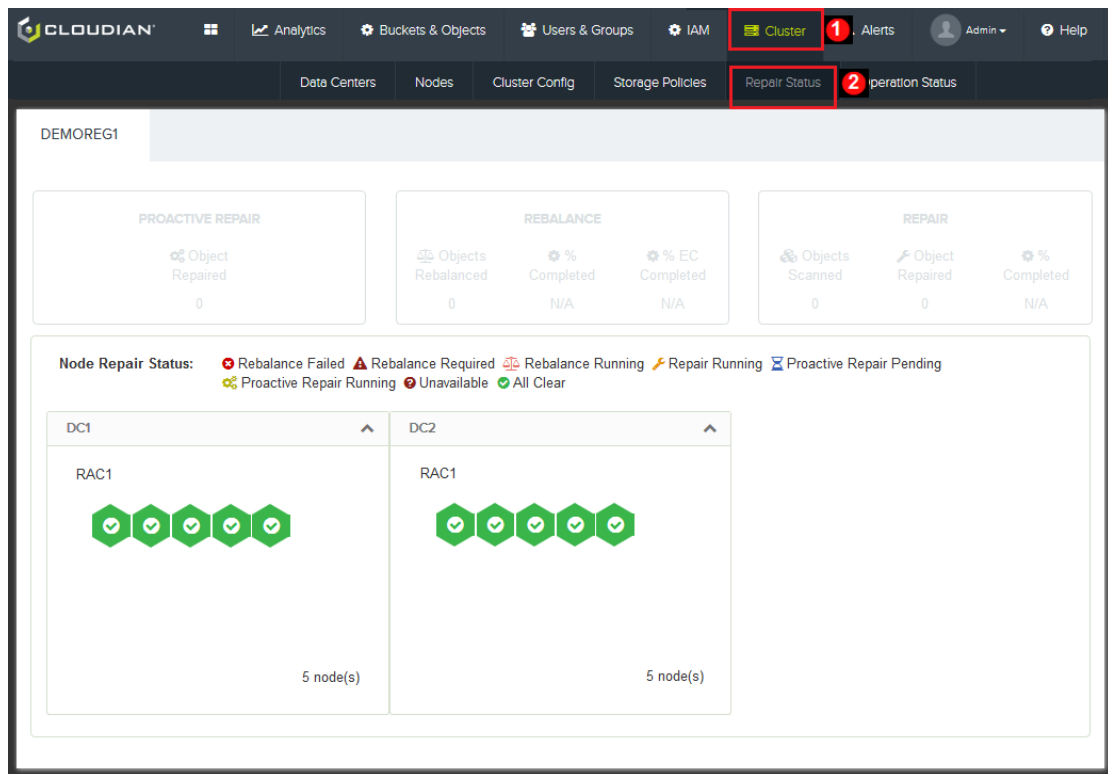 CLOUDIAN Analytics Buckets & Objects Users & Groups IAM Cluster 1 Alerts Admin Help
Data Centers Nodes Cluster Config Storage Policies Repair Status 2 peration Status
DEMOREG1
PROACTIVE REPAIR
Object Repaired
0
REBALANCE
Objects Rebalanced % Completed % EC Completed
0 N/A N/A
REPAIR
Objects Scanned Object Repaired % Completed
0 0 N/A
Node Repair Status: Rebalance Failed Rebalance Required Rebalance Running Repair Running Proactive Repair Pending
Proactive Repair Running Unavailable All Clear
DC1
RAC1
5 node(s)
DC2
RAC1
5 node(s)